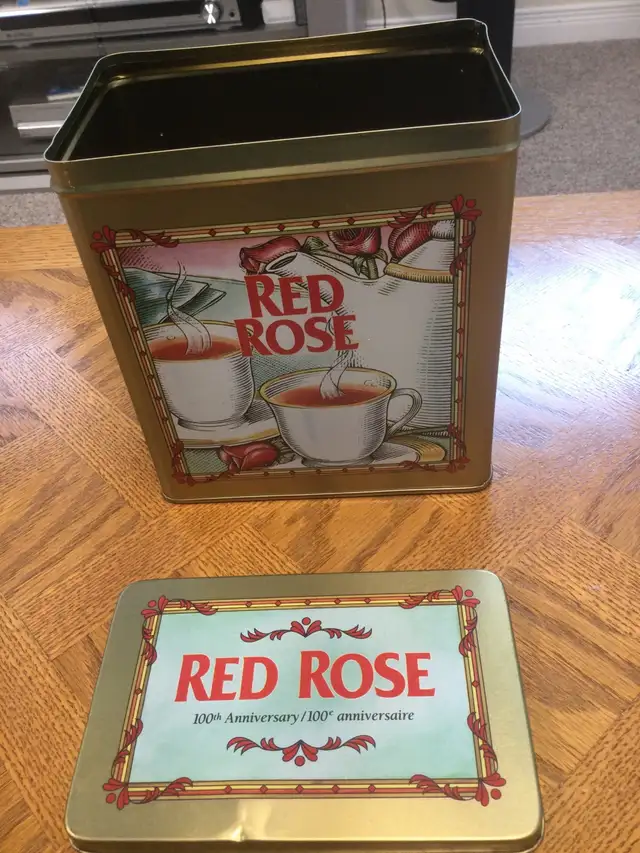 RED
ROSE
RED ROSE
100th Anniversary/100e anniversaire